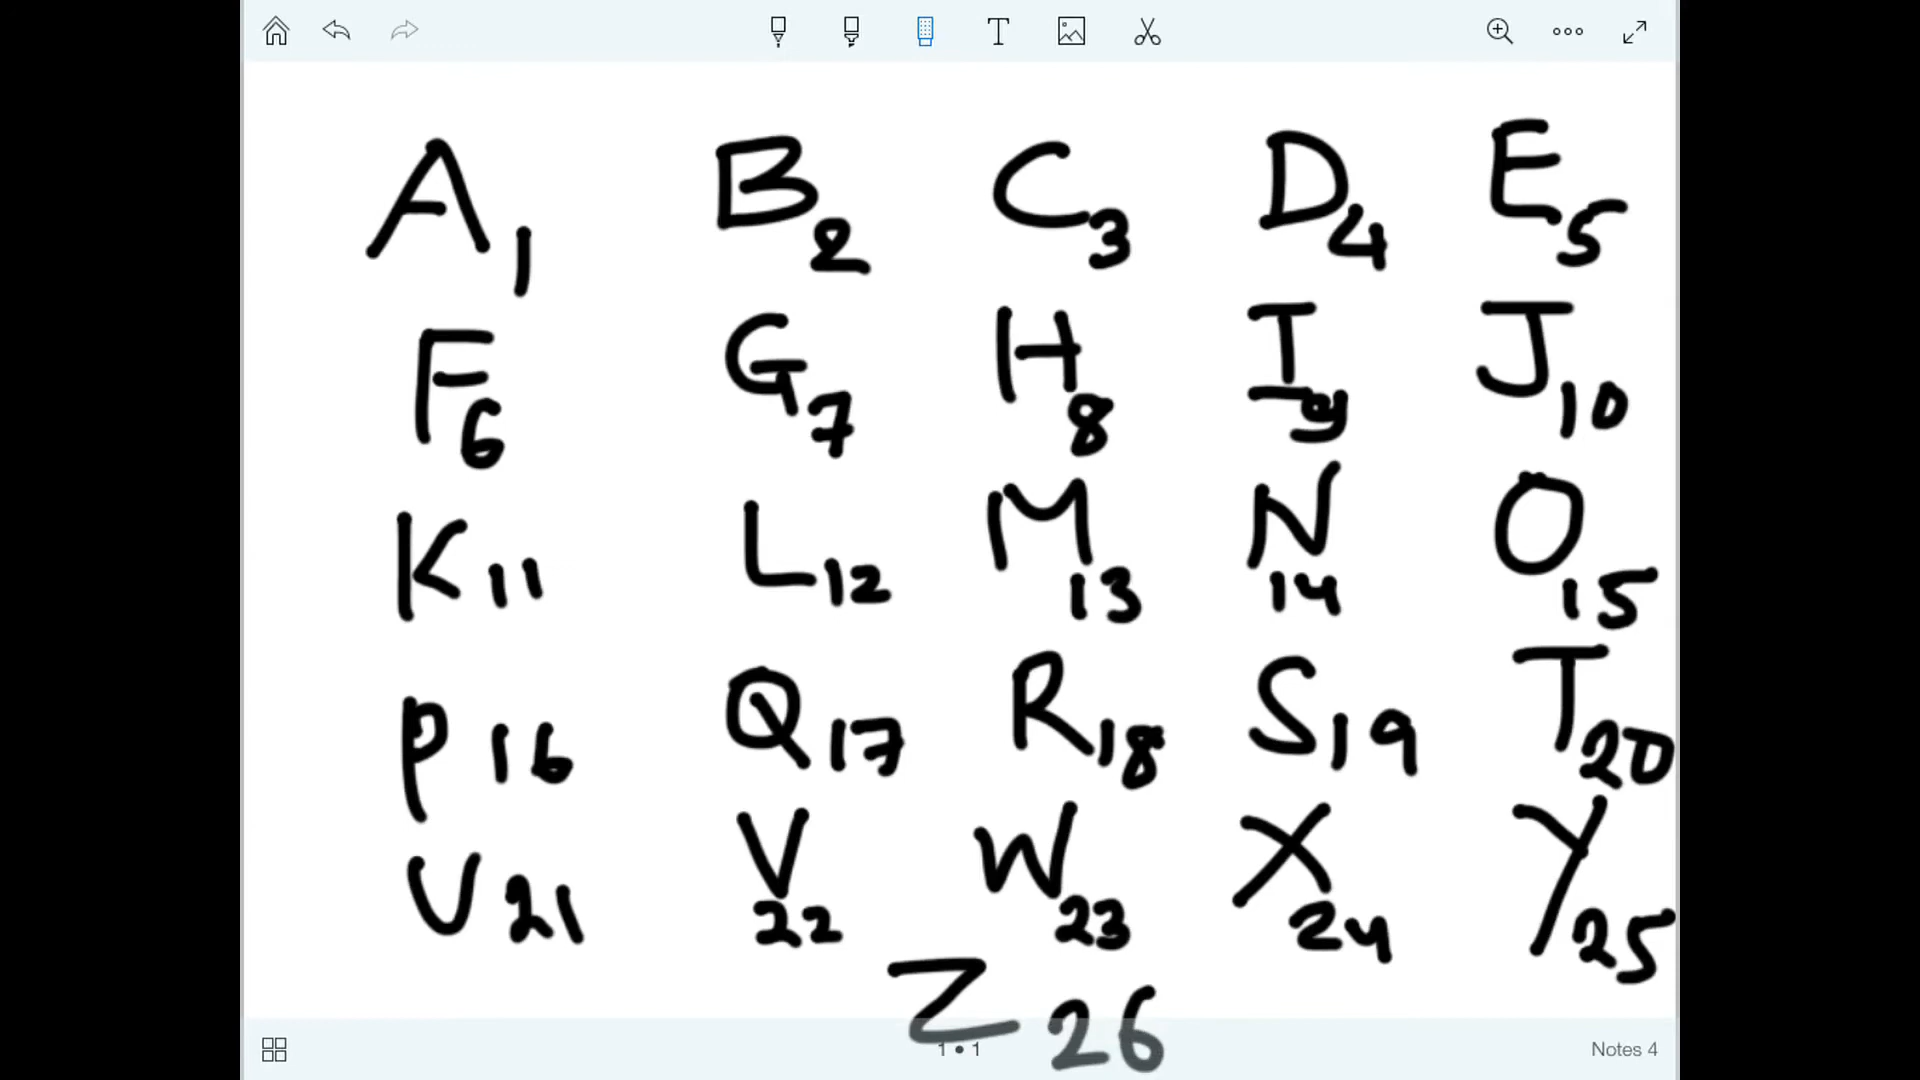 A1 B2 C3 D4 E5
F6 G7 H8 I9 J10
K11 L12 M13 N14 O15
P16 Q17 R18 S19 T20
U21 V22 W23 X24 Y25
Z26
1 • 1
Notes 4